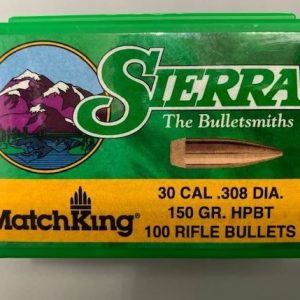 SIERRA
The Bulletsmiths
MatchKing®
30 CAL .308 DIA.
150 GR. HPBT
100 RIFLE BULLETS